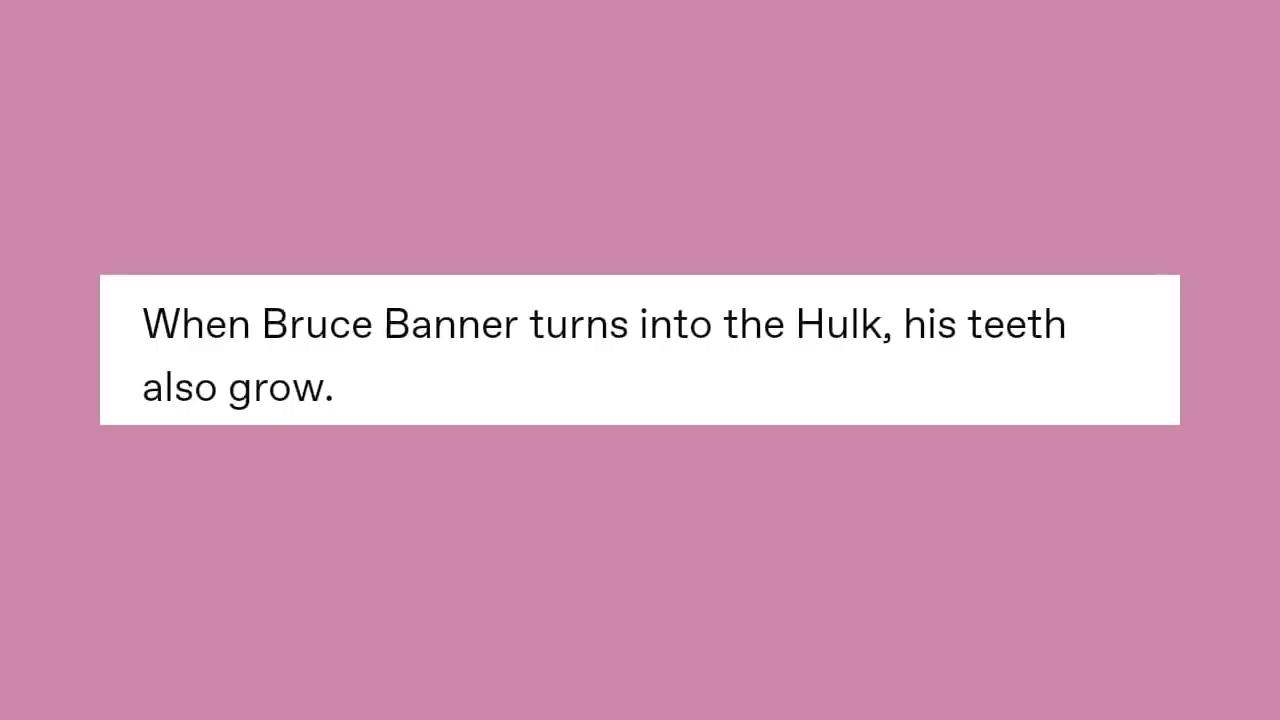 When Bruce Banner turns into the Hulk, his teeth
also grow.